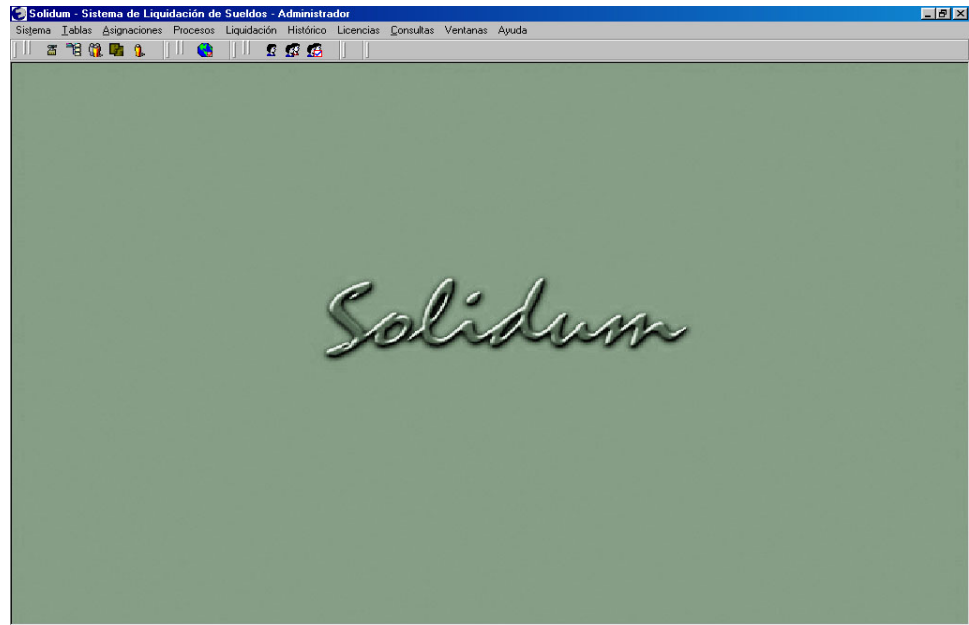 Solidum - Sistema de Liquidación de Sueldos - Administrador
Sistema Tablas Asignaciones Procesos Liquidación Histórico Licencias Consultas Ventanas Ayuda
Solidum